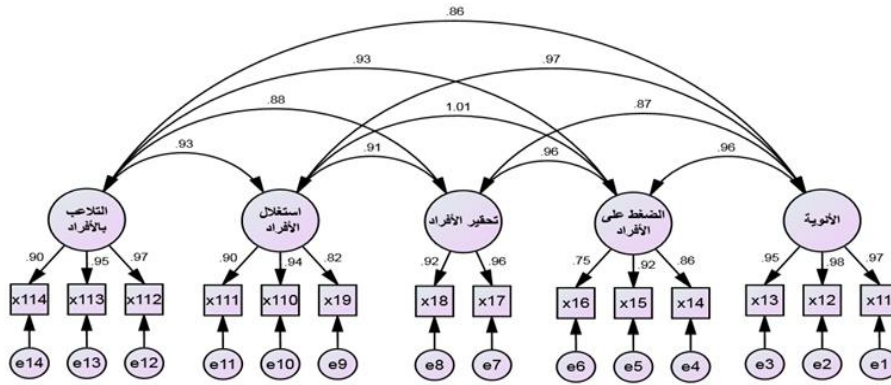 .86
.93
.97
.88
1.01
.87
.93
.91
.96
.96
التلاعب
بالأفراد
استغلال
الأفراد
تحقير الأفراد
الضغط على
الأفراد
الأنوية
.90
.95
.97
.90
.94
.82
.92
.96
.75
.92
.86
.95
.98
.97
x114
x113
x112
x111
x110
x19
x18
x17
x16
x15
x14
x13
x12
x11
e14
e13
e12
e11
e10
e9
e8
e7
e6
e5
e4
e3
e2
e1